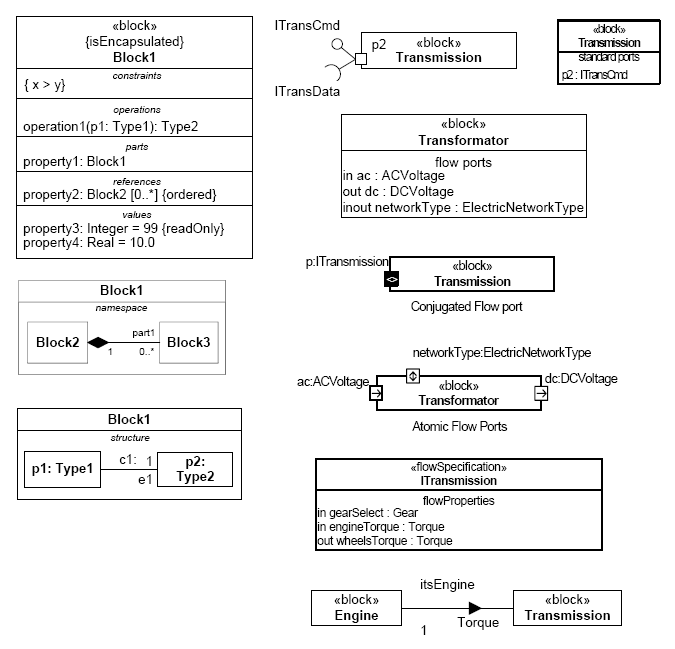 «block»
{isEncapsulated}
Block1
constraints
{ x > y}
operations
operation1(p1: Type1): Type2
parts
property1: Block1
references
property2: Block2 [0..*] {ordered}
values
property3: Integer = 99 {readOnly}
property4: Real = 10.0
Block1
namespace
Block2
part1
1
0..*
Block3
Block1
structure
p1: Type1
c1: 1
e1
p2:
Type2
ITransCmd
p2
«block»
Transmission
ITransData
«block»
Transmission
standard ports
p2 : ITransCmd
«block»
Transformator
flow ports
in ac : ACVoltage
out dc : DCVoltage
inout networkType : ElectricNetworkType
p:ITransmission
<>
«block»
Transmission
Conjugated Flow port
networkType:ElectricNetworkType
ac:ACVoltage
«block»
Transformator
dc:DCVoltage
Atomic Flow Ports
«flowSpecification»
ITransmission
flowProperties
in gearSelect : Gear
in engineTorque : Torque
out wheelsTorque : Torque
«block»
Engine
itsEngine
1
Torque
«block»
Transmission